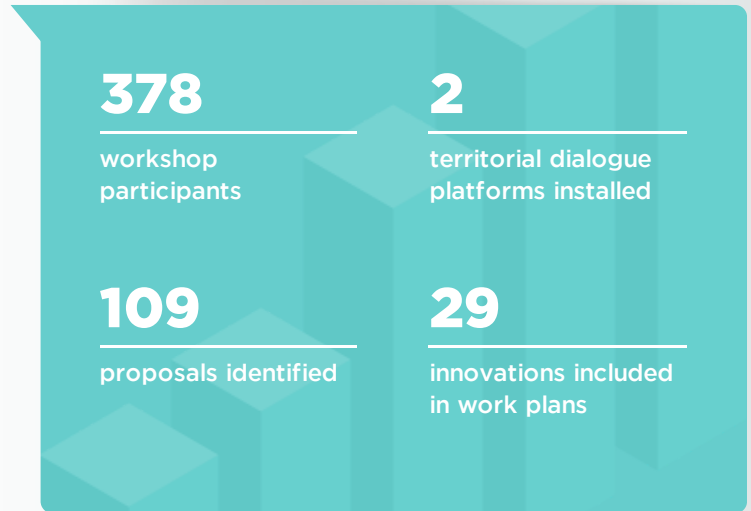 378
workshop
participants
2
territorial dialogue
platforms installed
109
proposals identified
29
innovations included
in work plans